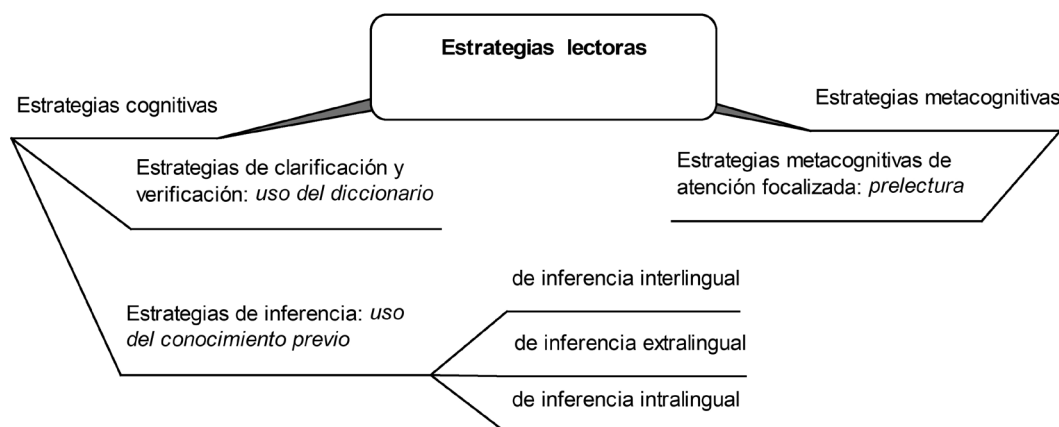 Estrategias lectoras
Estrategias cognitivas
Estrategias de clarificación y
verificación: uso del diccionario
Estrategias de inferencia: uso
del conocimiento previo
de inferencia interlingual
de inferencia extralingual
de inferencia intralingual
Estrategias metacognitivas
Estrategias metacognitivas de
atención focalizada: prelectura